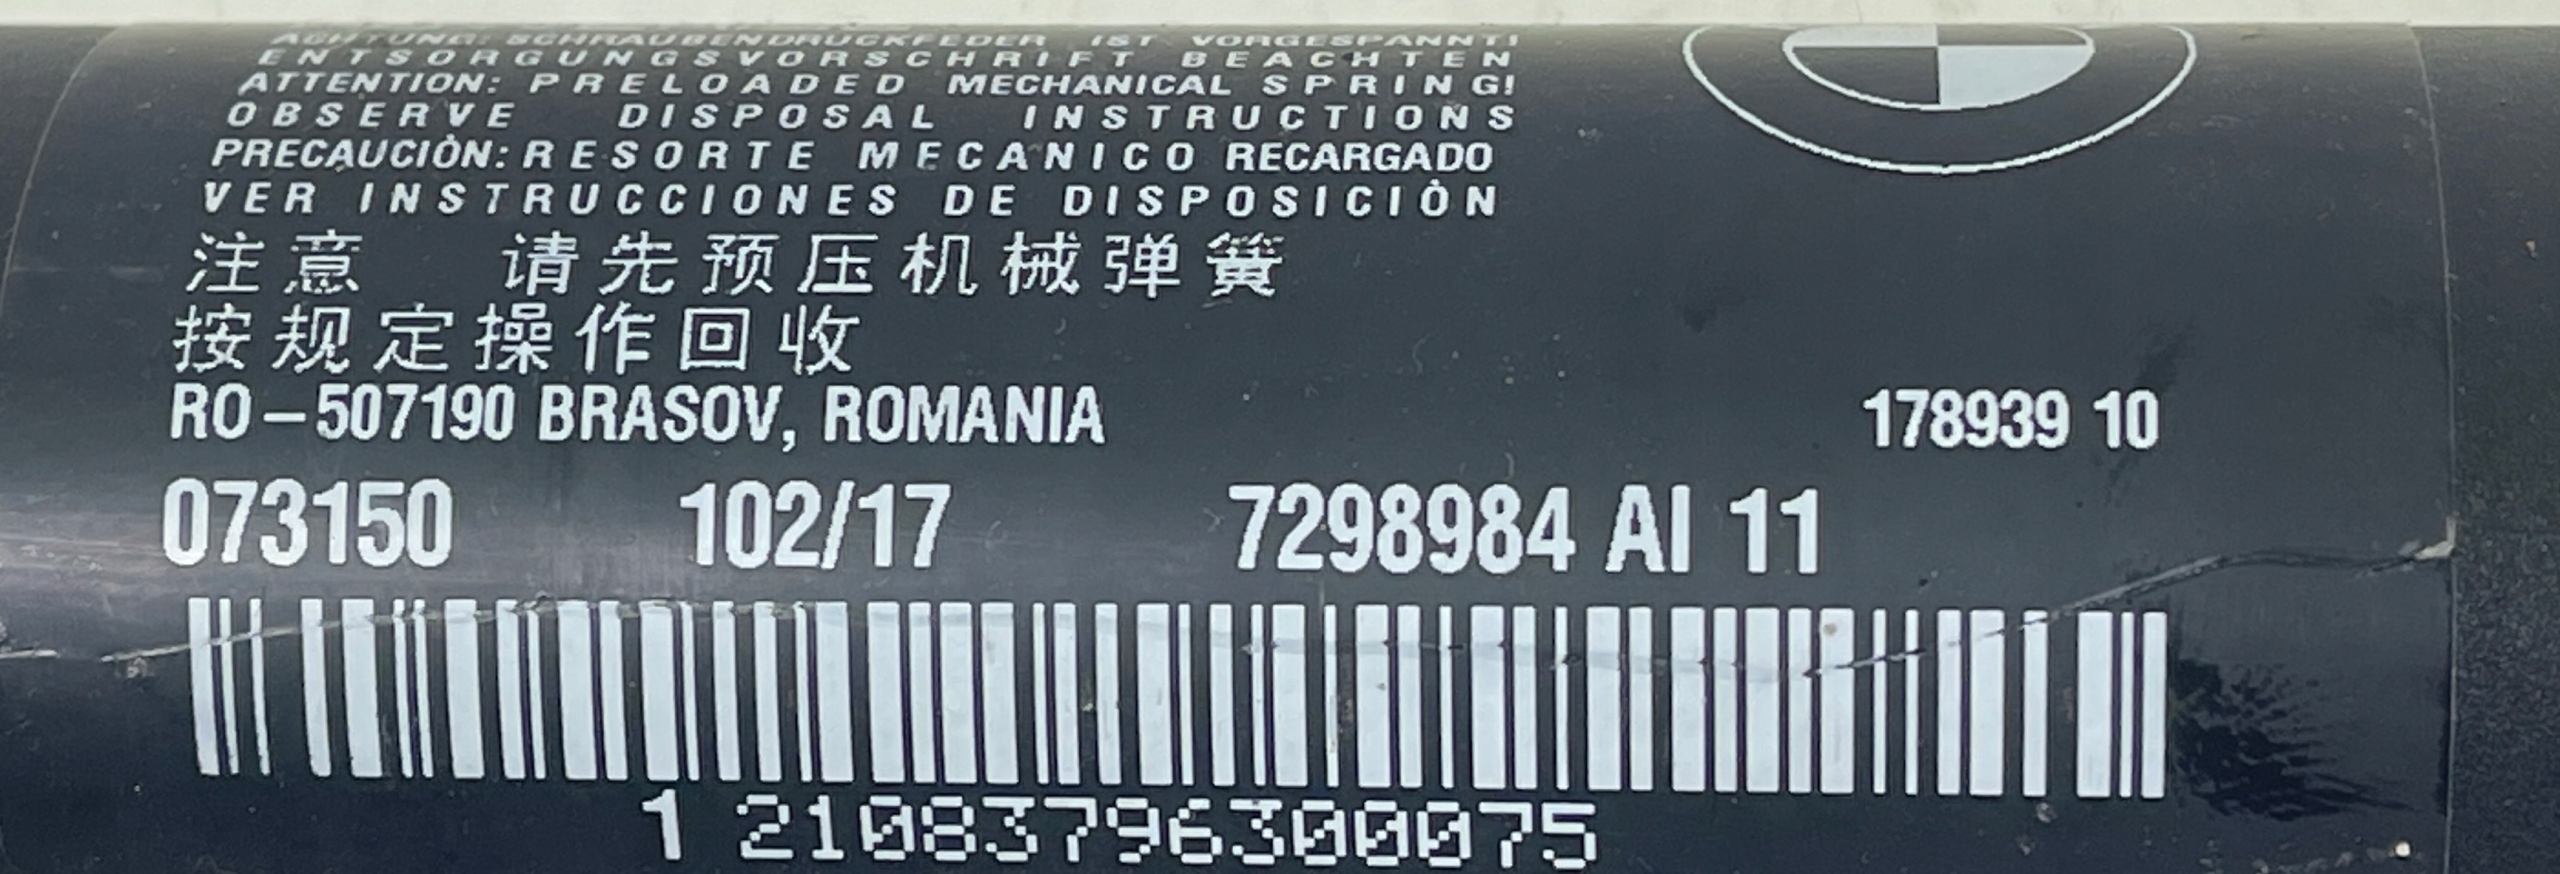 ACHTUNG: SCHRAUBENDRUCKFEDER IST VORGESPANNT!
ENTSORGUNGSVORSCHRIFT BEACHTEN
ATTENTION: PRELOADED MECHANICAL SPRING!
OBSERVE DISPOSAL INSTRUCTIONS
PRECAUCIÒN: RESORTE MECANICO RECARGADO
VER INSTRUCCIONES DE DISPOSICIÒN
注意 请先预压机械弹簧
按规定操作回收
RO-507190 BRASOV, ROMANIA 178939 10
073150 102/17 7298984 AI 11
1 21083796300075